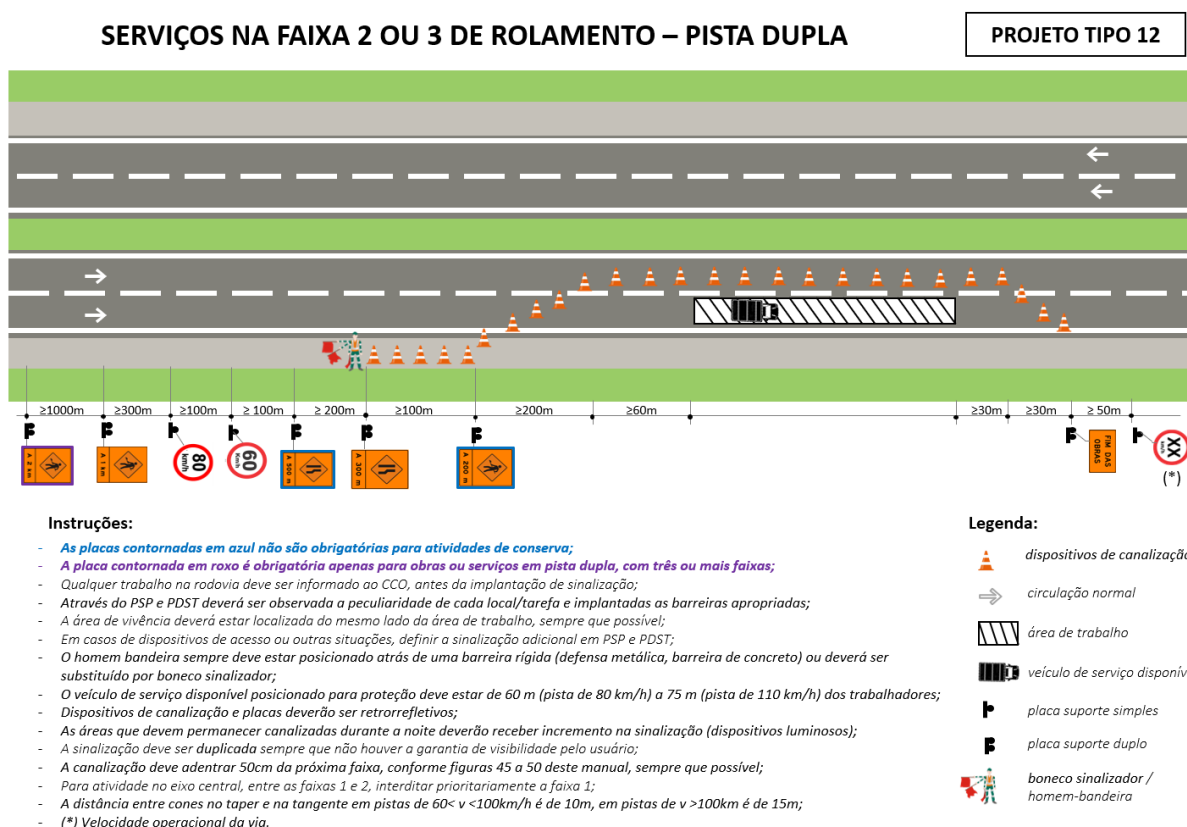 SERVIÇOS NA FAIXA 2 OU 3 DE ROLAMENTO – PISTA DUPLA
PROJETO TIPO 12
≥1000m
≥300m
≥100m
≥ 100m
≥ 200m
≥100m
≥200m
≥60m
≥30m
≥30m
≥ 50m
A 2 km
A 1 km
80
km/h
60
Km/h
A 500 m
A 300 m
A 200 m
FIM DAS
OBRAS
XX
km/h
(*)
Instruções:
- As placas contornadas em azul não são obrigatórias para atividades de conserva;
- A placa contornada em roxo é obrigatória apenas para obras ou serviços em pista dupla, com três ou mais faixas;
- Qualquer trabalho na rodovia deve ser informado ao CCO, antes da implantação de sinalização;
- Através do PSP e PDST deverá ser observada a peculiaridade de cada local/tarefa e implantadas as barreiras apropriadas;
- A área de vivência deverá estar localizada do mesmo lado da área de trabalho, sempre que possível;
- Em casos de dispositivos de acesso ou outras situações, definir a sinalização adicional em PSP e PDST;
- O homem bandeira sempre deve estar posicionado atrás de uma barreira rígida (defensa metálica, barreira de concreto) ou deverá ser
substituído por boneco sinalizador;
- O veículo de serviço disponível posicionado para proteção deve estar de 60 m (pista de 80 km/h) a 75 m (pista de 110 km/h) dos trabalhadores;
- Dispositivos de canalização e placas deverão ser retrorrefletivos;
- As áreas que devem permanecer canalizadas durante a noite deverão receber incremento na sinalização (dispositivos luminosos);
- A sinalização deve ser duplicada sempre que não houver a garantia de visibilidade pelo usuário;
- A canalização deve adentrar 50cm da próxima faixa, conforme figuras 45 a 50 deste manual, sempre que possível;
- Para atividade no eixo central, entre as faixas 1 e 2, interditar prioritariamente a faixa 1;
- A distância entre cones no taper e na tangente em pistas de 60< v <100km/h é de 10m, em pistas de v >100km é de 15m;
- (*) Velocidade operacional da via.
Legenda:
dispositivos de canalização
circulação normal
área de trabalho
veículo de serviço disponív
placa suporte simples
placa suporte duplo
boneco sinalizador /
homem-bandeira